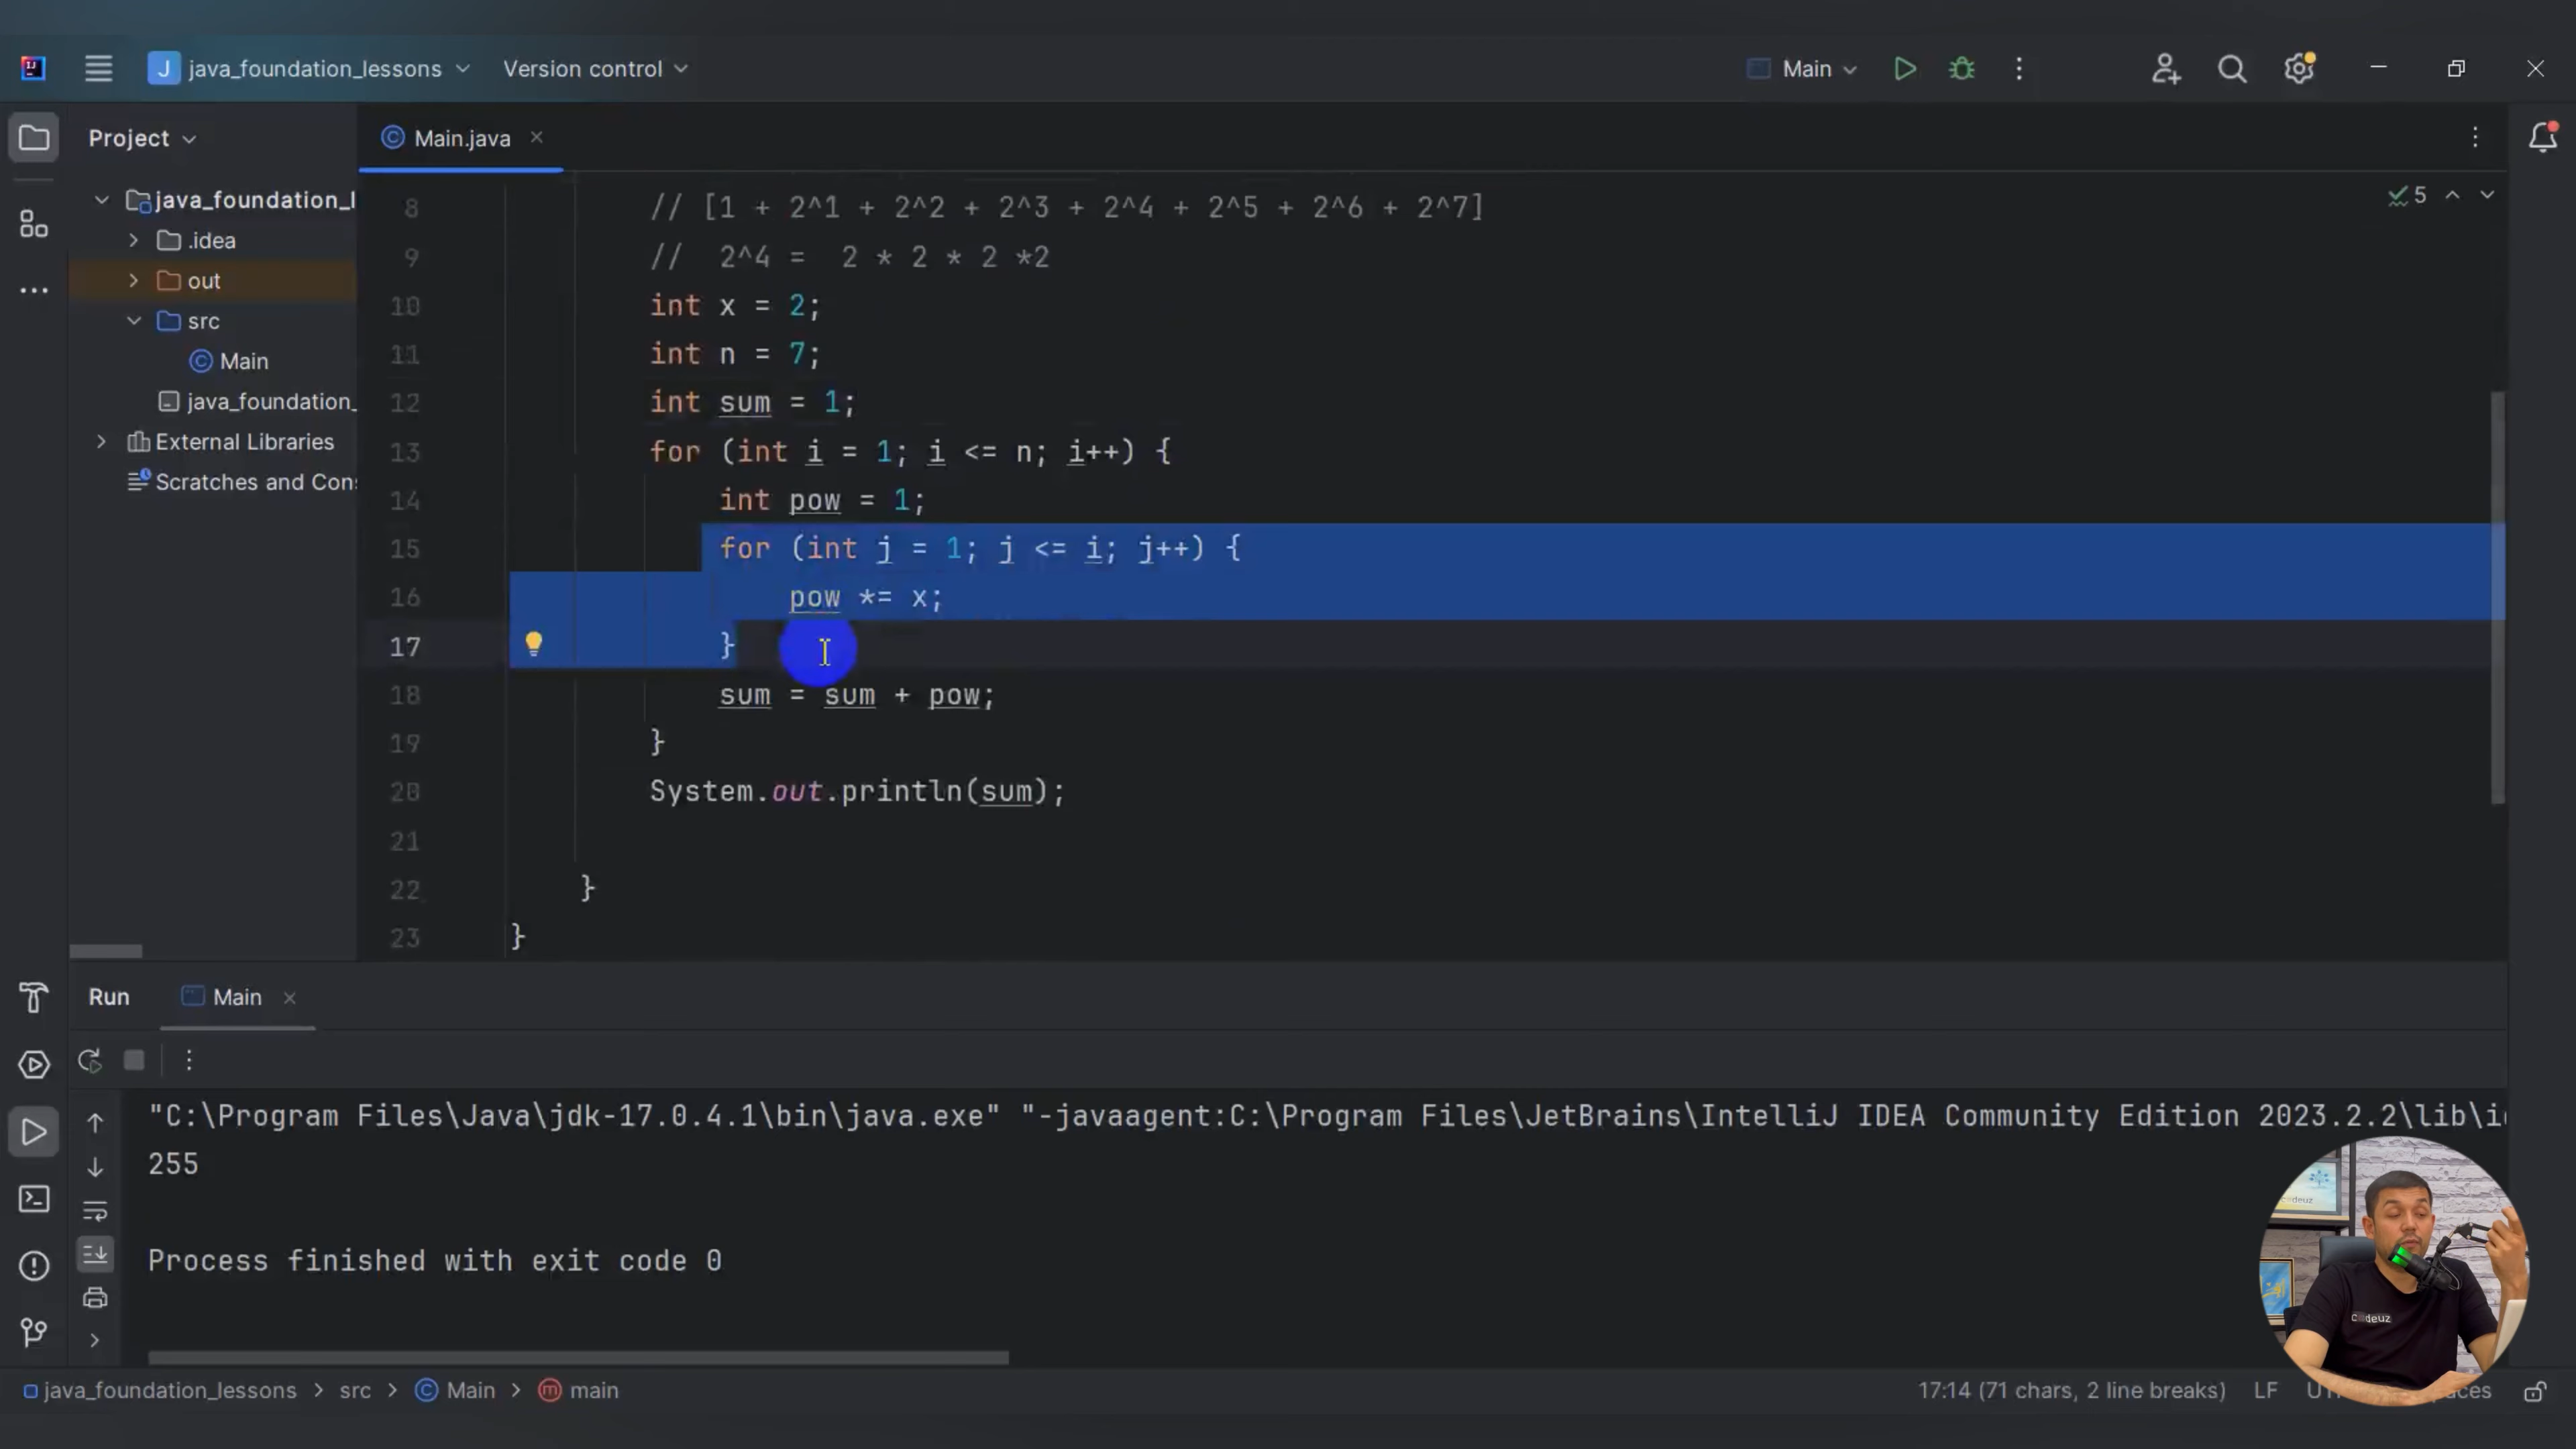 java_foundation_lessons
Version control
Main
Project
Main.java
java_foundation_l
.idea
out
src
Main
java_foundation_
External Libraries
Scratches and Con
8 // [1 + 2^1 + 2^2 + 2^3 + 2^4 + 2^5 + 2^6 + 2^7]
9 //  2^4 =  2 * 2 * 2 *2
10 int x = 2;
11 int n = 7;
12 int sum = 1;
13 for (int i = 1; i <= n; i++) {
14 int pow = 1;
15 for (int j = 1; j <= i; j++) {
16 pow *= x;
17 }
18 sum = sum + pow;
19 }
20 System.out.println(sum);
21
22 }
23 }
5
Run
Main
"C:\Program Files\Java\jdk-17.0.4.1\bin\java.exe" "-javaagent:C:\Program Files\JetBrains\IntelliJ IDEA Community Edition 2023.2.2\lib\i
255
Process finished with exit code 0
java_foundation_lessons > src > Main > main
17:14 (71 chars, 2 line breaks)
LF